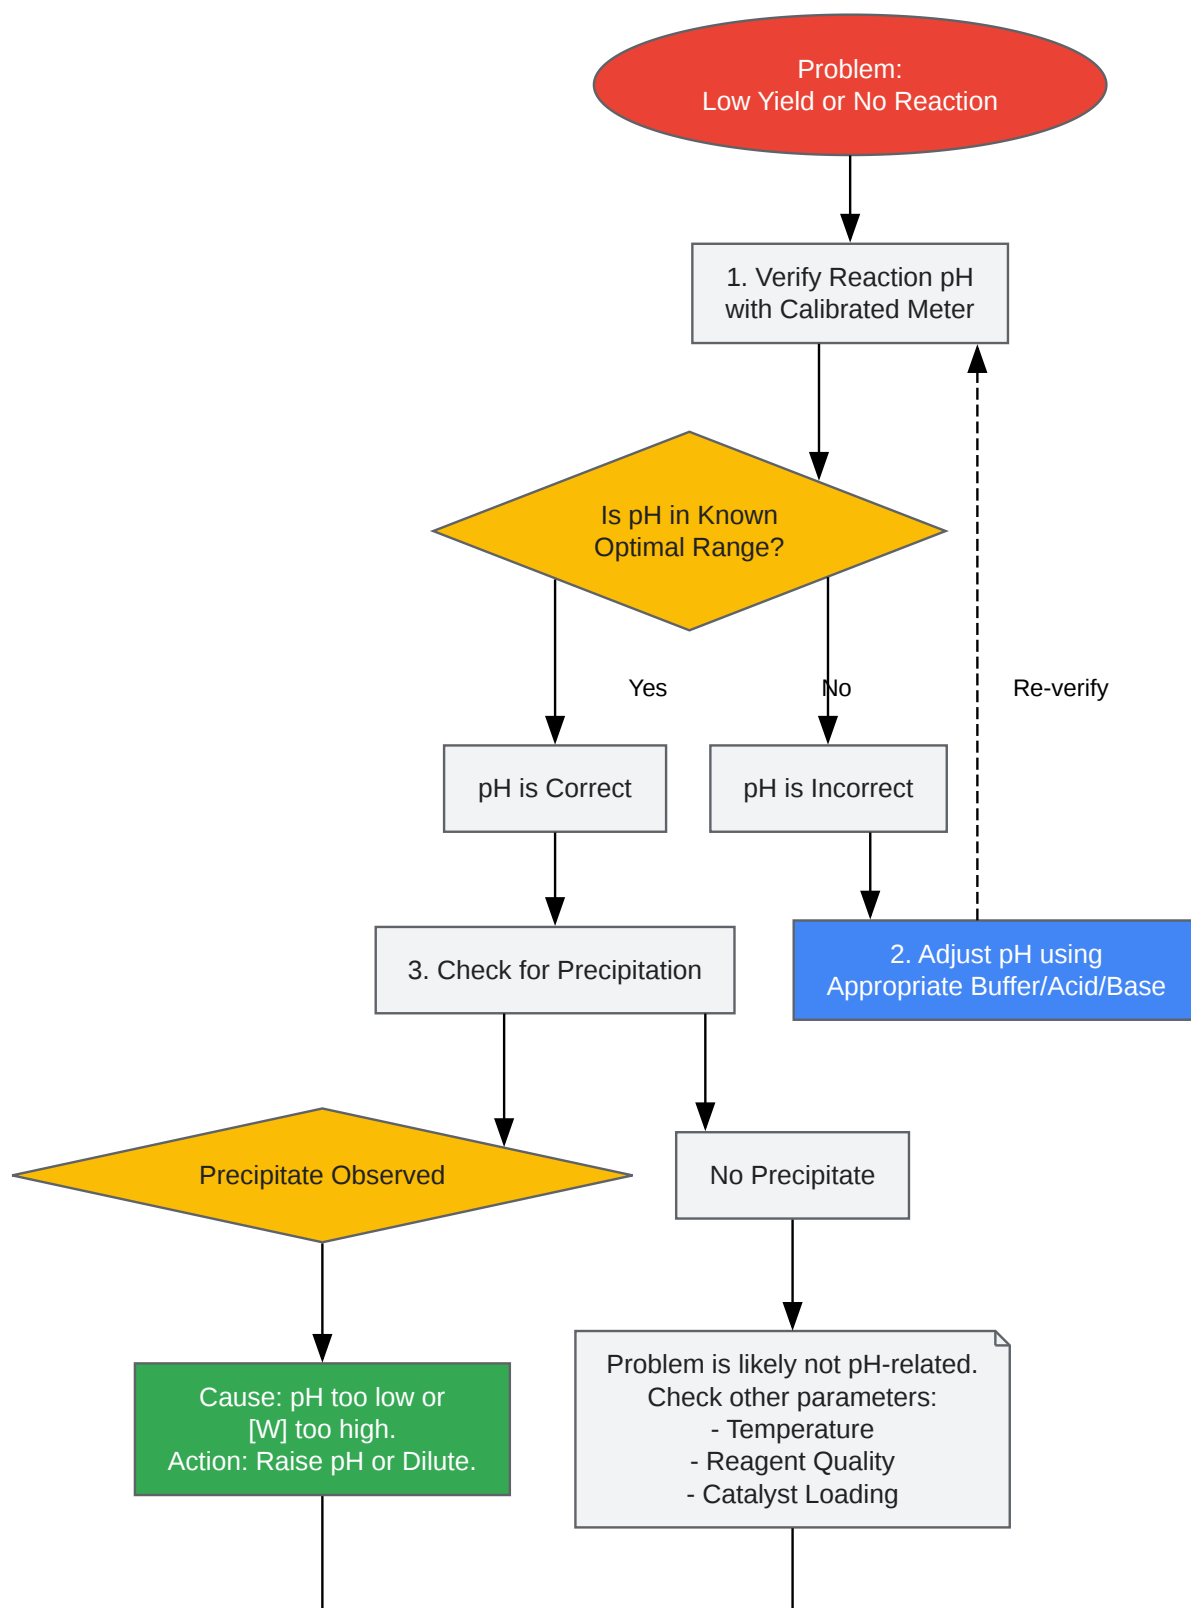 Problem:
Low Yield or No Reaction
1. Verify Reaction pH
with Calibrated Meter
Is pH in Known
Optimal Range?
Yes
No
Re-verify
pH is Correct
pH is Incorrect
3. Check for Precipitation
2. Adjust pH using
Appropriate Buffer/Acid/Base
Precipitate Observed
No Precipitate
Cause: pH too low or
[W] too high.
Action: Raise pH or Dilute.
Problem is likely not pH-related.
Check other parameters:
- Temperature
- Reagent Quality
- Catalyst Loading